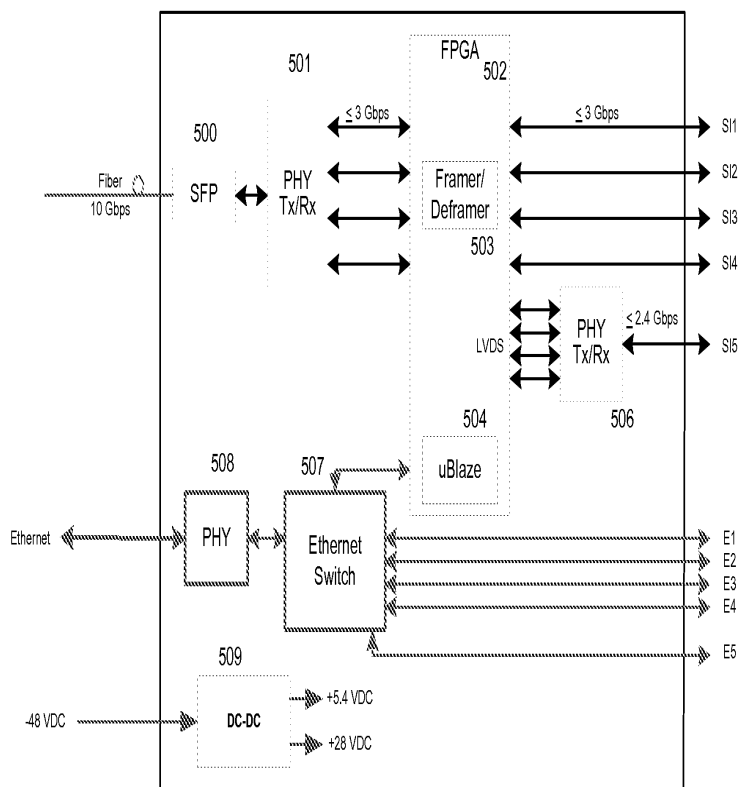 FPGA
501
502
≤ 3 Gbps
≤ 3 Gbps
SI1
500
Fiber
SFP
10 Gbps
PHY
Tx/Rx
Framer/
Deframer
SI2
SI3
503
SI4
LVDS
PHY
Tx/Rx
≤ 2.4 Gbps
SI5
504
506
508
507
uBlaze
Ethernet
PHY
Ethernet
Switch
E1
E2
E3
E4
E5
509
-48 VDC
DC-DC
+5.4 VDC
+28 VDC